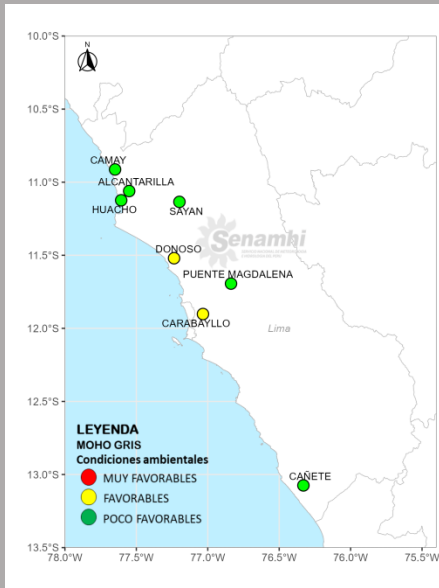 10.0°S
N
10.5°S
CAMAY
11.0°S
ALCANTARILLA
HUACHO
SAYAN
Senamhi
11.5°S
DONOSO
PUENTE MAGDALENA
12.0°S
CARABAYLLO
Lima
12.5°S
LEYENDA
MOHO GRIS
Condiciones ambientales
MUY FAVORABLES
FAVORABLES
POCO FAVORABLES
13.0°S
CAÑETE
13.5°S
78.0°W 77.5°W 77.0°W 76.5°W 76.0°W 75.5°W